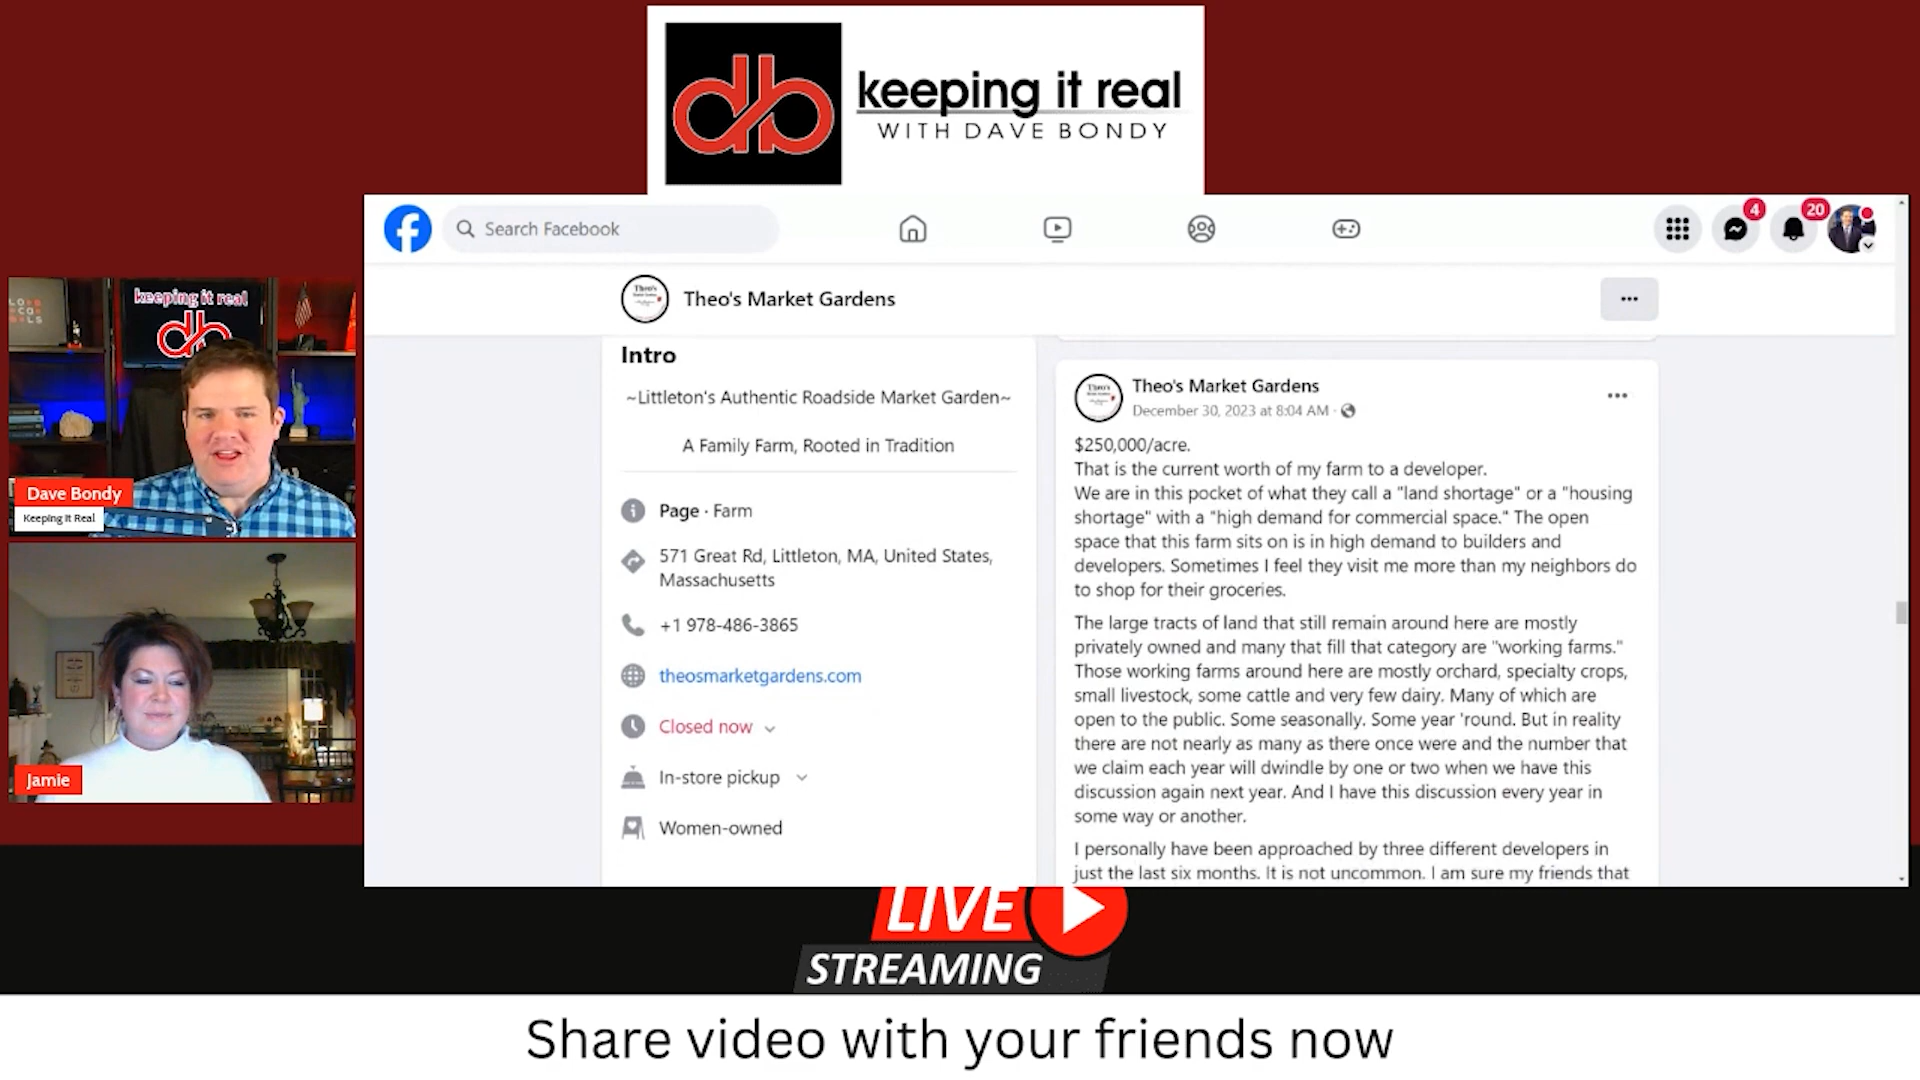 db
keeping it real
WITH DAVE BONDY
Search Facebook
4
20
Theo's Market Gardens
Intro
~Littleton's Authentic Roadside Market Garden~
A Family Farm, Rooted in Tradition
Page · Farm
571 Great Rd, Littleton, MA, United States,
Massachusetts
+1 978-486-3865
theosmarketgardens.com
Closed now
In-store pickup
Women-owned
Theo's Market Gardens
December 30, 2023 at 8:04 AM ·
$250,000/acre.
That is the current worth of my farm to a developer.
We are in this pocket of what they call a "land shortage" or a "housing
shortage" with a "high demand for commercial space." The open
space that this farm sits on is in high demand to builders and
developers. Sometimes I feel they visit me more than my neighbors do
to shop for their groceries.
The large tracts of land that still remain around here are mostly
privately owned and many that fill that category are "working farms."
Those working farms around here are mostly orchard, specialty crops,
small livestock, some cattle and very few dairy. Many of which are
open to the public. Some seasonally. Some year 'round. But in reality
there are not nearly as many as there once were and the number that
we claim each year will dwindle by one or two when we have this
discussion again next year. And I have this discussion every year in
some way or another.
I personally have been approached by three different developers in
just the last six months. It is not uncommon. I am sure my friends that
keeping it real
db
Dave Bondy
Keeping it Real
Jamie
LIVE
STREAMING
Share video with your friends now